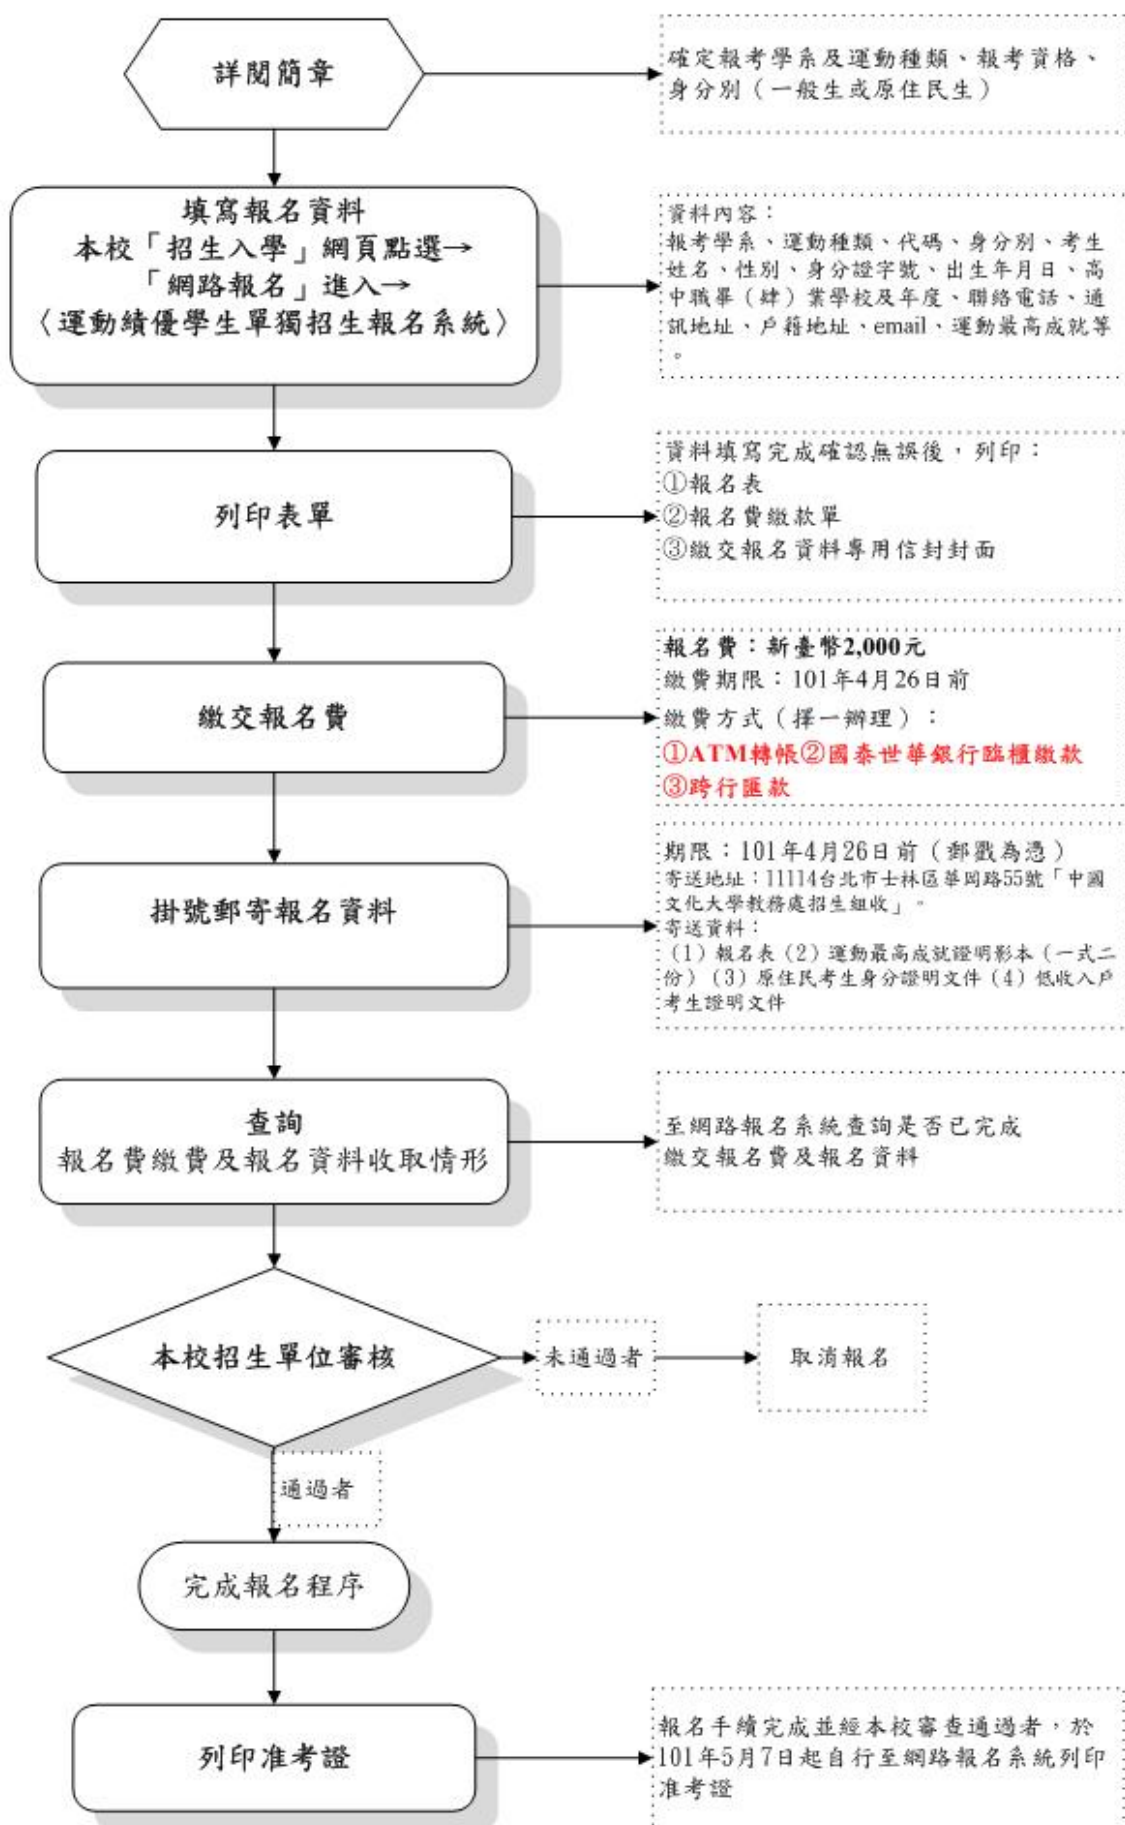 詳閱簡章
確定報考學系及運動種類、報考資格、
身分別（一般生或原住民生）
填寫報名資料
本校「招生入學」網頁點選→
「網路報名」進入→
〈運動績優學生單獨招生報名系統〉
資料內容：
報考學系、運動種類、代碼、身分別、考生
姓名、性別、身分證字號、出生年月日、高
中職畢（肄）業學校及年度、聯絡電話、通
訊地址、戶籍地址、email、運動最高成就等
。
列印表單
資料填寫完成確認無誤後，列印：
①報名表
②報名費繳款單
③繳交報名資料專用信封封面
繳交報名費
報名費：新臺幣2,000元
繳費期限：101年4月26日前
繳費方式（擇一辦理）：
①ATM轉帳②國泰世華銀行臨櫃繳款
③跨行匯款
掛號郵寄報名資料
期限：101年4月26日前（郵戳為憑）
寄送地址：11114台北市士林區華岡路55號「中國
文化大學教務處招生組收」。
寄送資料：
（1）報名表（2）運動最高成就證明影本（一式二
份）（3）原住民考生身分證明文件（4）低收入戶
考生證明文件
查詢
報名費繳費及報名資料收取情形
至網路報名系統查詢是否已完成
繳交報名費及報名資料
本校招生單位審核
未通過者
取消報名
通過者
完成報名程序
列印准考證
報名手續完成並經本校審查通過者，於
101年5月7日起自行至網路報名系統列印
准考證